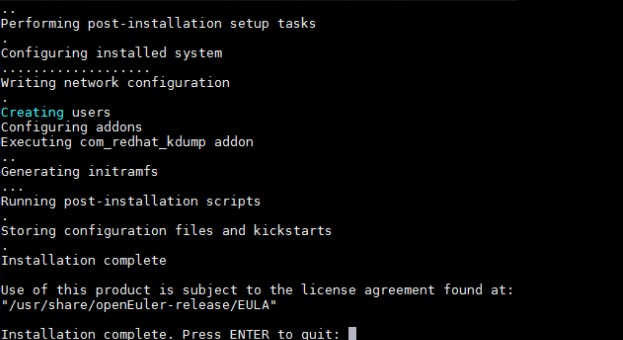 ..
Performing post-installation setup tasks
.
Configuring installed system
...................
Writing network configuration
.
Creating users
Configuring addons
Executing com_redhat_kdump addon
..
Generating initramfs
...
Running post-installation scripts
.
Storing configuration files and kickstarts
.
Installation complete
Use of this product is subject to the license agreement found at:
"/usr/share/openEuler-release/EULA"
Installation complete. Press ENTER to quit: